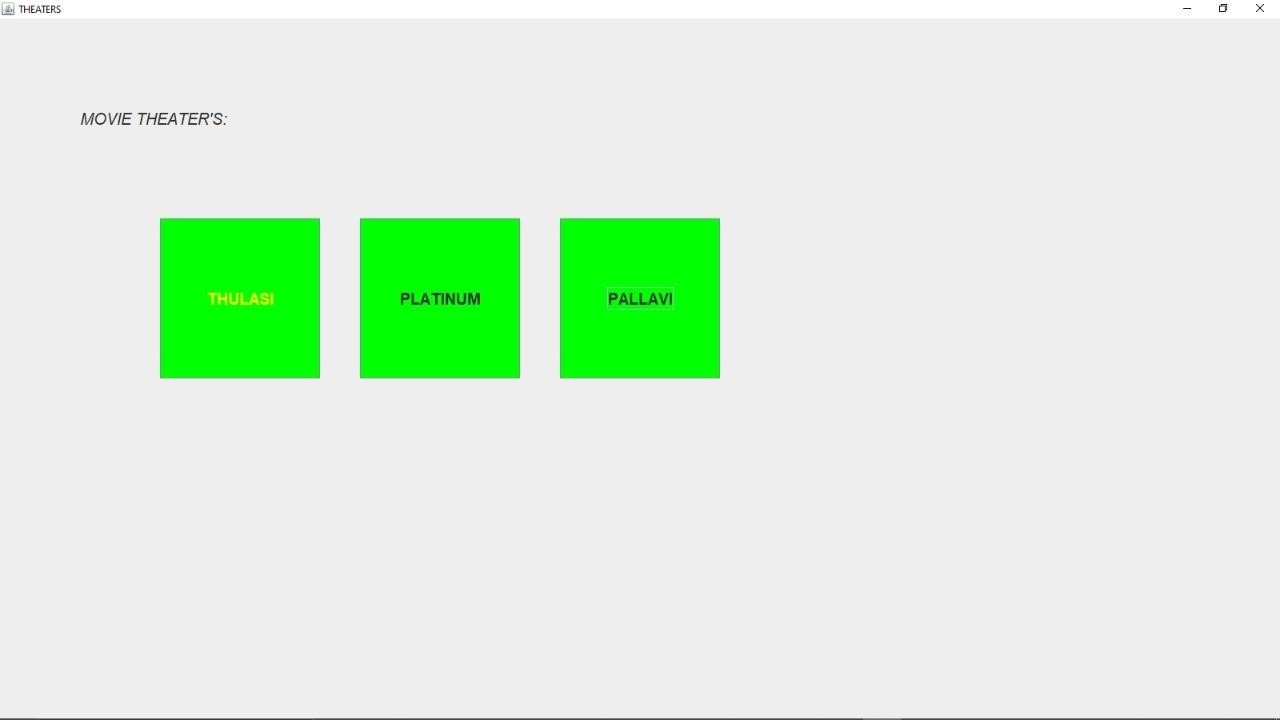 THEATERS
MOVIE THEATER'S:
THULASI
PLATINUM
PALLAVI